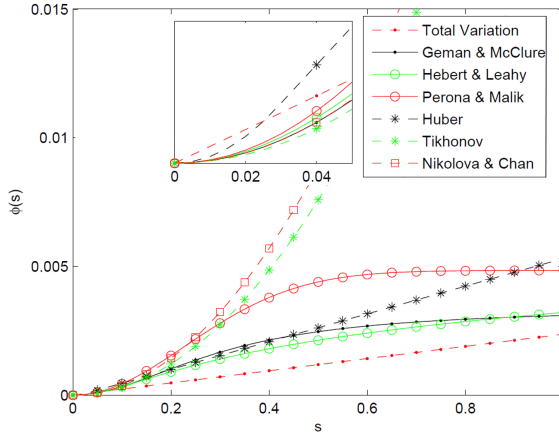 0.015
0.01
0.005
0
ϕ(s)
0
0.2
0.4
0.6
0.8
s
0
0.02
0.04
Total Variation
Geman & McClure
Hebert & Leahy
Perona & Malik
Huber
Tikhonov
Nikolova & Chan